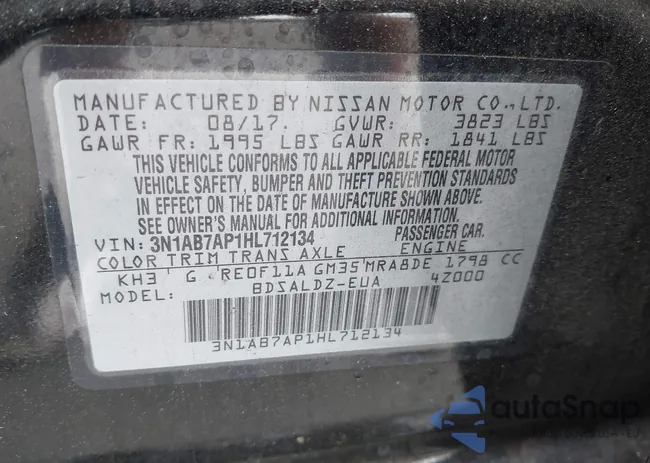 MANUFACTURED BY NISSAN MOTOR CO., LTD.
DATE: 08/17. GVWR: 3823 LBS
GAWR FR: 1995 LBS GAWR RR: 1841 LBS
THIS VEHICLE CONFORMS TO ALL APPLICABLE FEDERAL MOTOR
VEHICLE SAFETY, BUMPER AND THEFT PREVENTION STANDARDS
IN EFFECT ON THE DATE OF MANUFACTURE SHOWN ABOVE.
SEE OWNER'S MANUAL FOR ADDITIONAL INFORMATION.
VIN: 3N1AB7AP1HL712134 PASSENGER CAR.
COLOR TRIM TRANS AXLE ENGINE
KH3 G RE0F11A GM35 MRA8DE 1798 CC
MODEL: BDSALDZ-EUA 4Z000
3N1AB7AP1HL712134
autoSnap